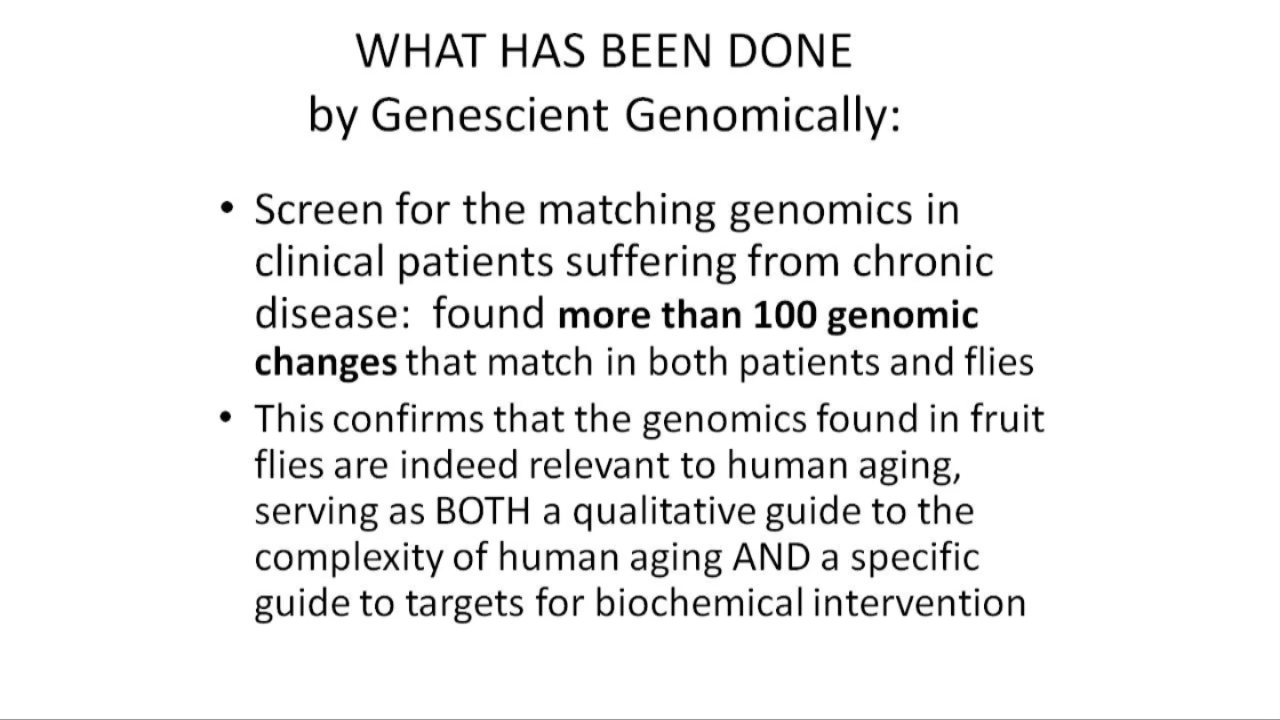 WHAT HAS BEEN DONE
by Genescient Genomically:
• Screen for the matching genomics in
clinical patients suffering from chronic
disease:  found more than 100 genomic
changes that match in both patients and flies
• This confirms that the genomics found in fruit
flies are indeed relevant to human aging,
serving as BOTH a qualitative guide to the
complexity of human aging AND a specific
guide to targets for biochemical intervention